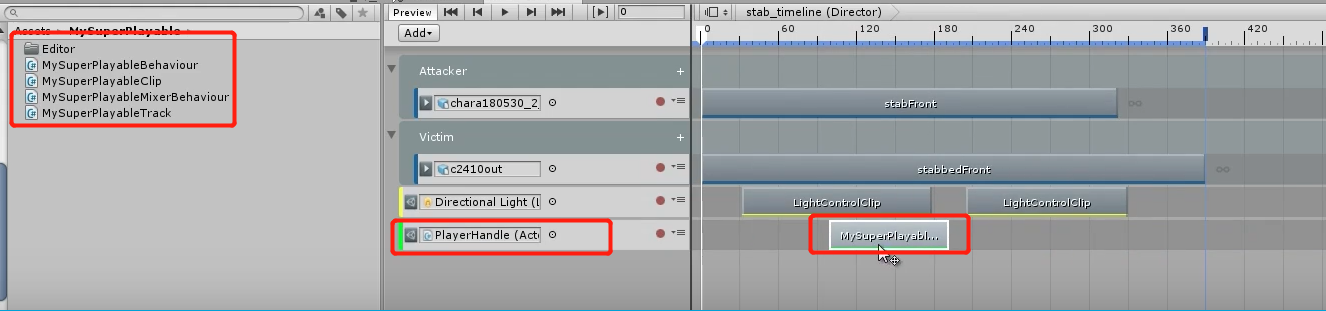 Assets MySuperPlayable
Editor
MySuperPlayableBehaviour
MySuperPlayableClip
MySuperPlayableMixerBehaviour
MySuperPlayableTrack
Preview 0
Add
stab_timeline (Director)
0 60 120 180 240 300 360 420
Attacker
chara180530_2
stabFront
Victim
c2410out
stabbedFront
Directional Light (l
LightControlClip LightControlClip
PlayerHandle (Act
MySuperPlayabl...